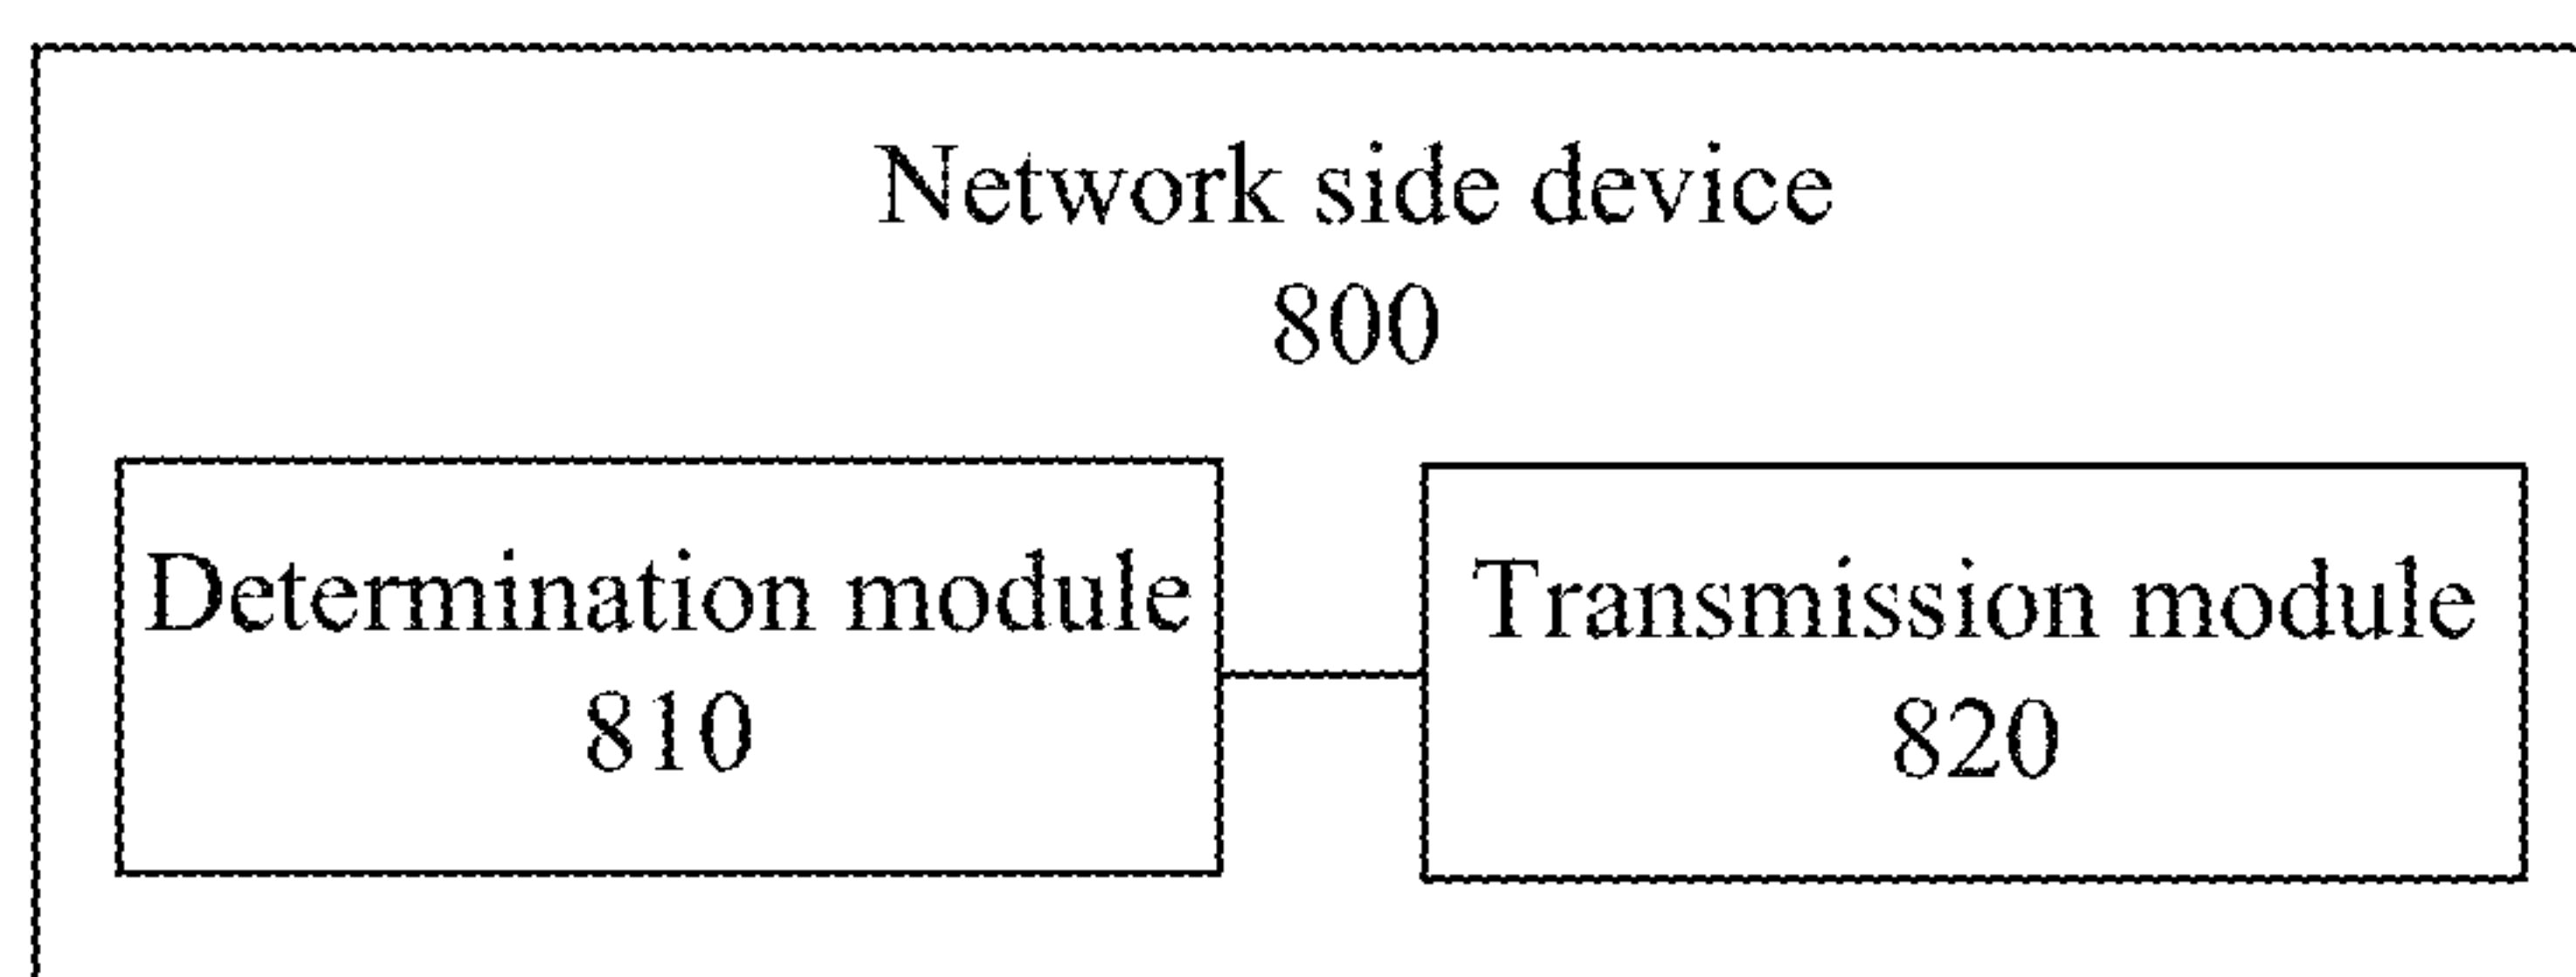 Network side device
800
Determination module
810
Transmission module
820